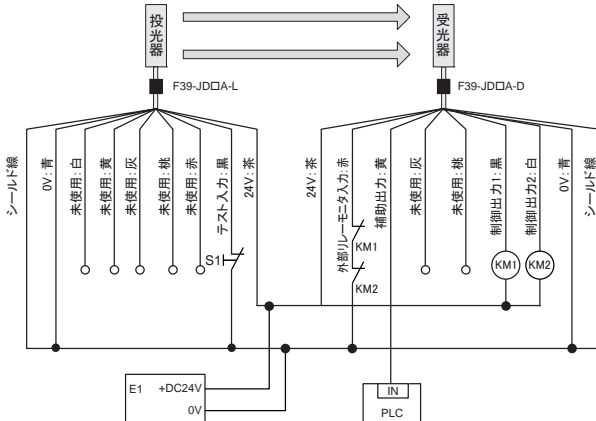 投光器
受光器
F39-JD□A-L
F39-JD□A-D
シールド線
0V:青
未使用:白
未使用:黄
未使用:灰
未使用:桃
未使用:赤
テスト入力:黒
24V:茶
24V:茶
外部リレーモニタ入力:赤
補助出力:黄
未使用:灰
未使用:桃
制御出力1:黒
制御出力2:白
0V:青
シールド線
S1
KM1
KM2
KM1
KM2
E1
+DC24V
0V
IN
PLC